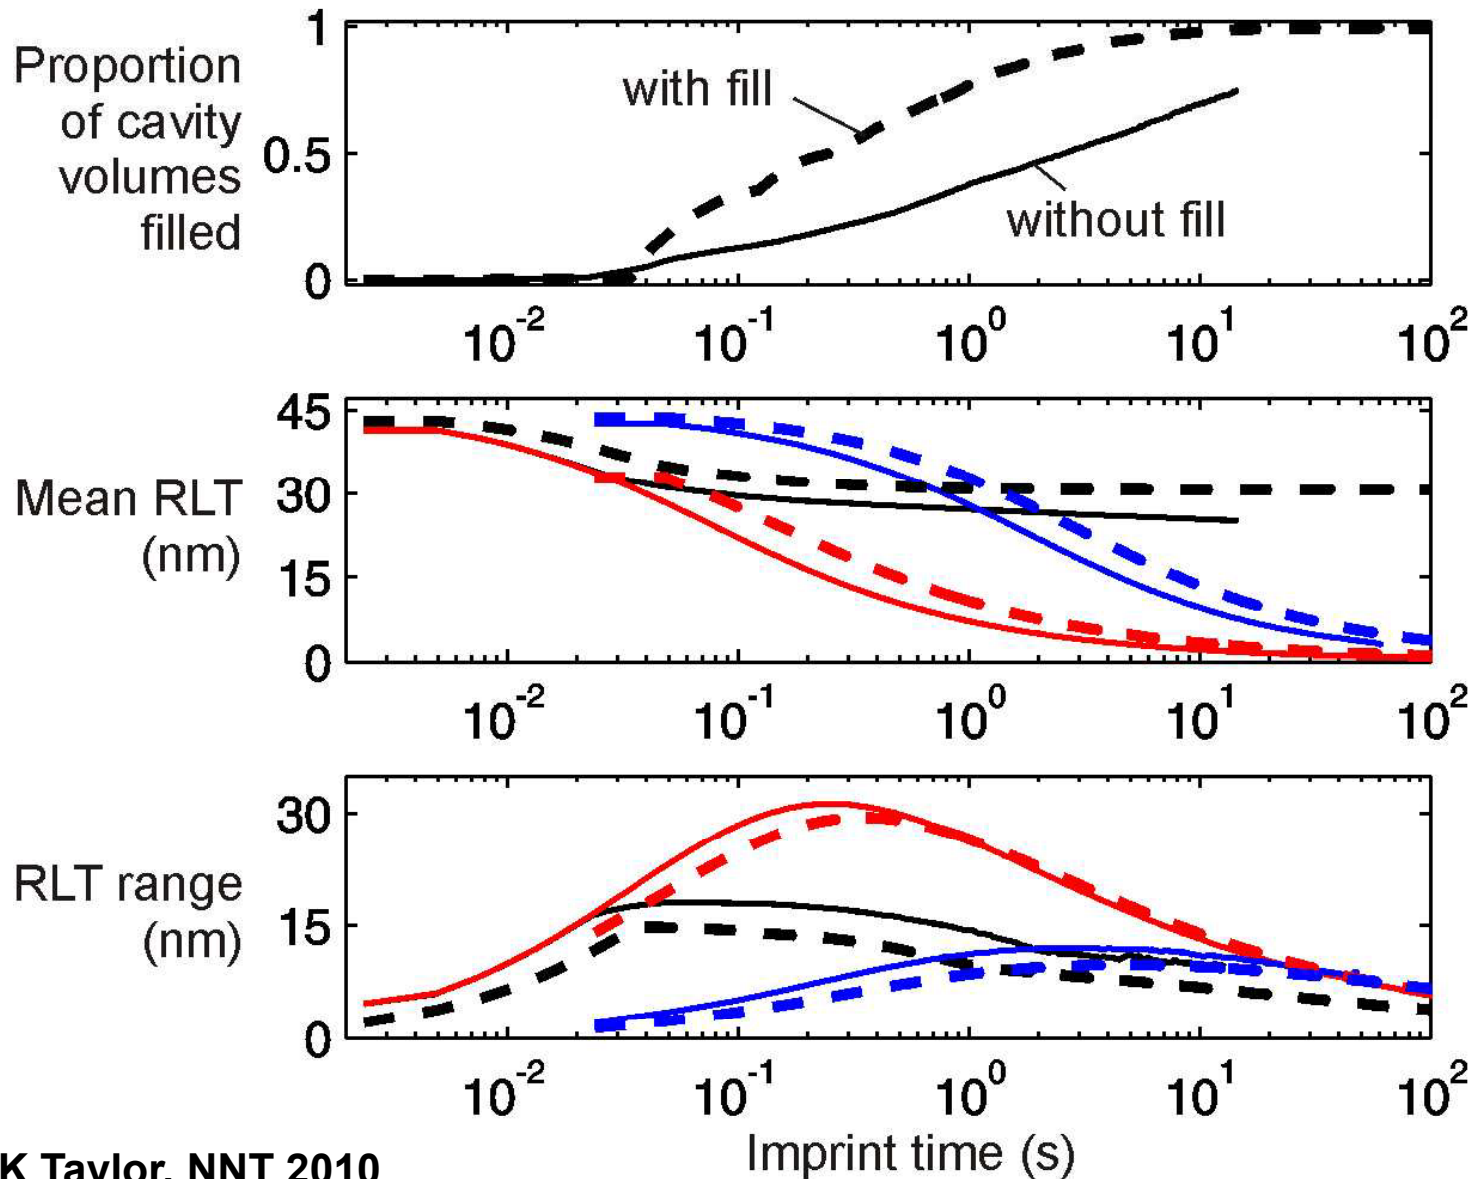 Proportion
of cavity
volumes
filled
1
0.5
0
with fill
without fill
10^-2 10^-1 10^0 10^1 10^2
Mean RLT
(nm)
45
30
15
0
10^-2 10^-1 10^0 10^1 10^2
RLT range
(nm)
30
15
0
10^-2 10^-1 10^0 10^1 10^2
Imprint time (s)
K Taylor, NNT 2010